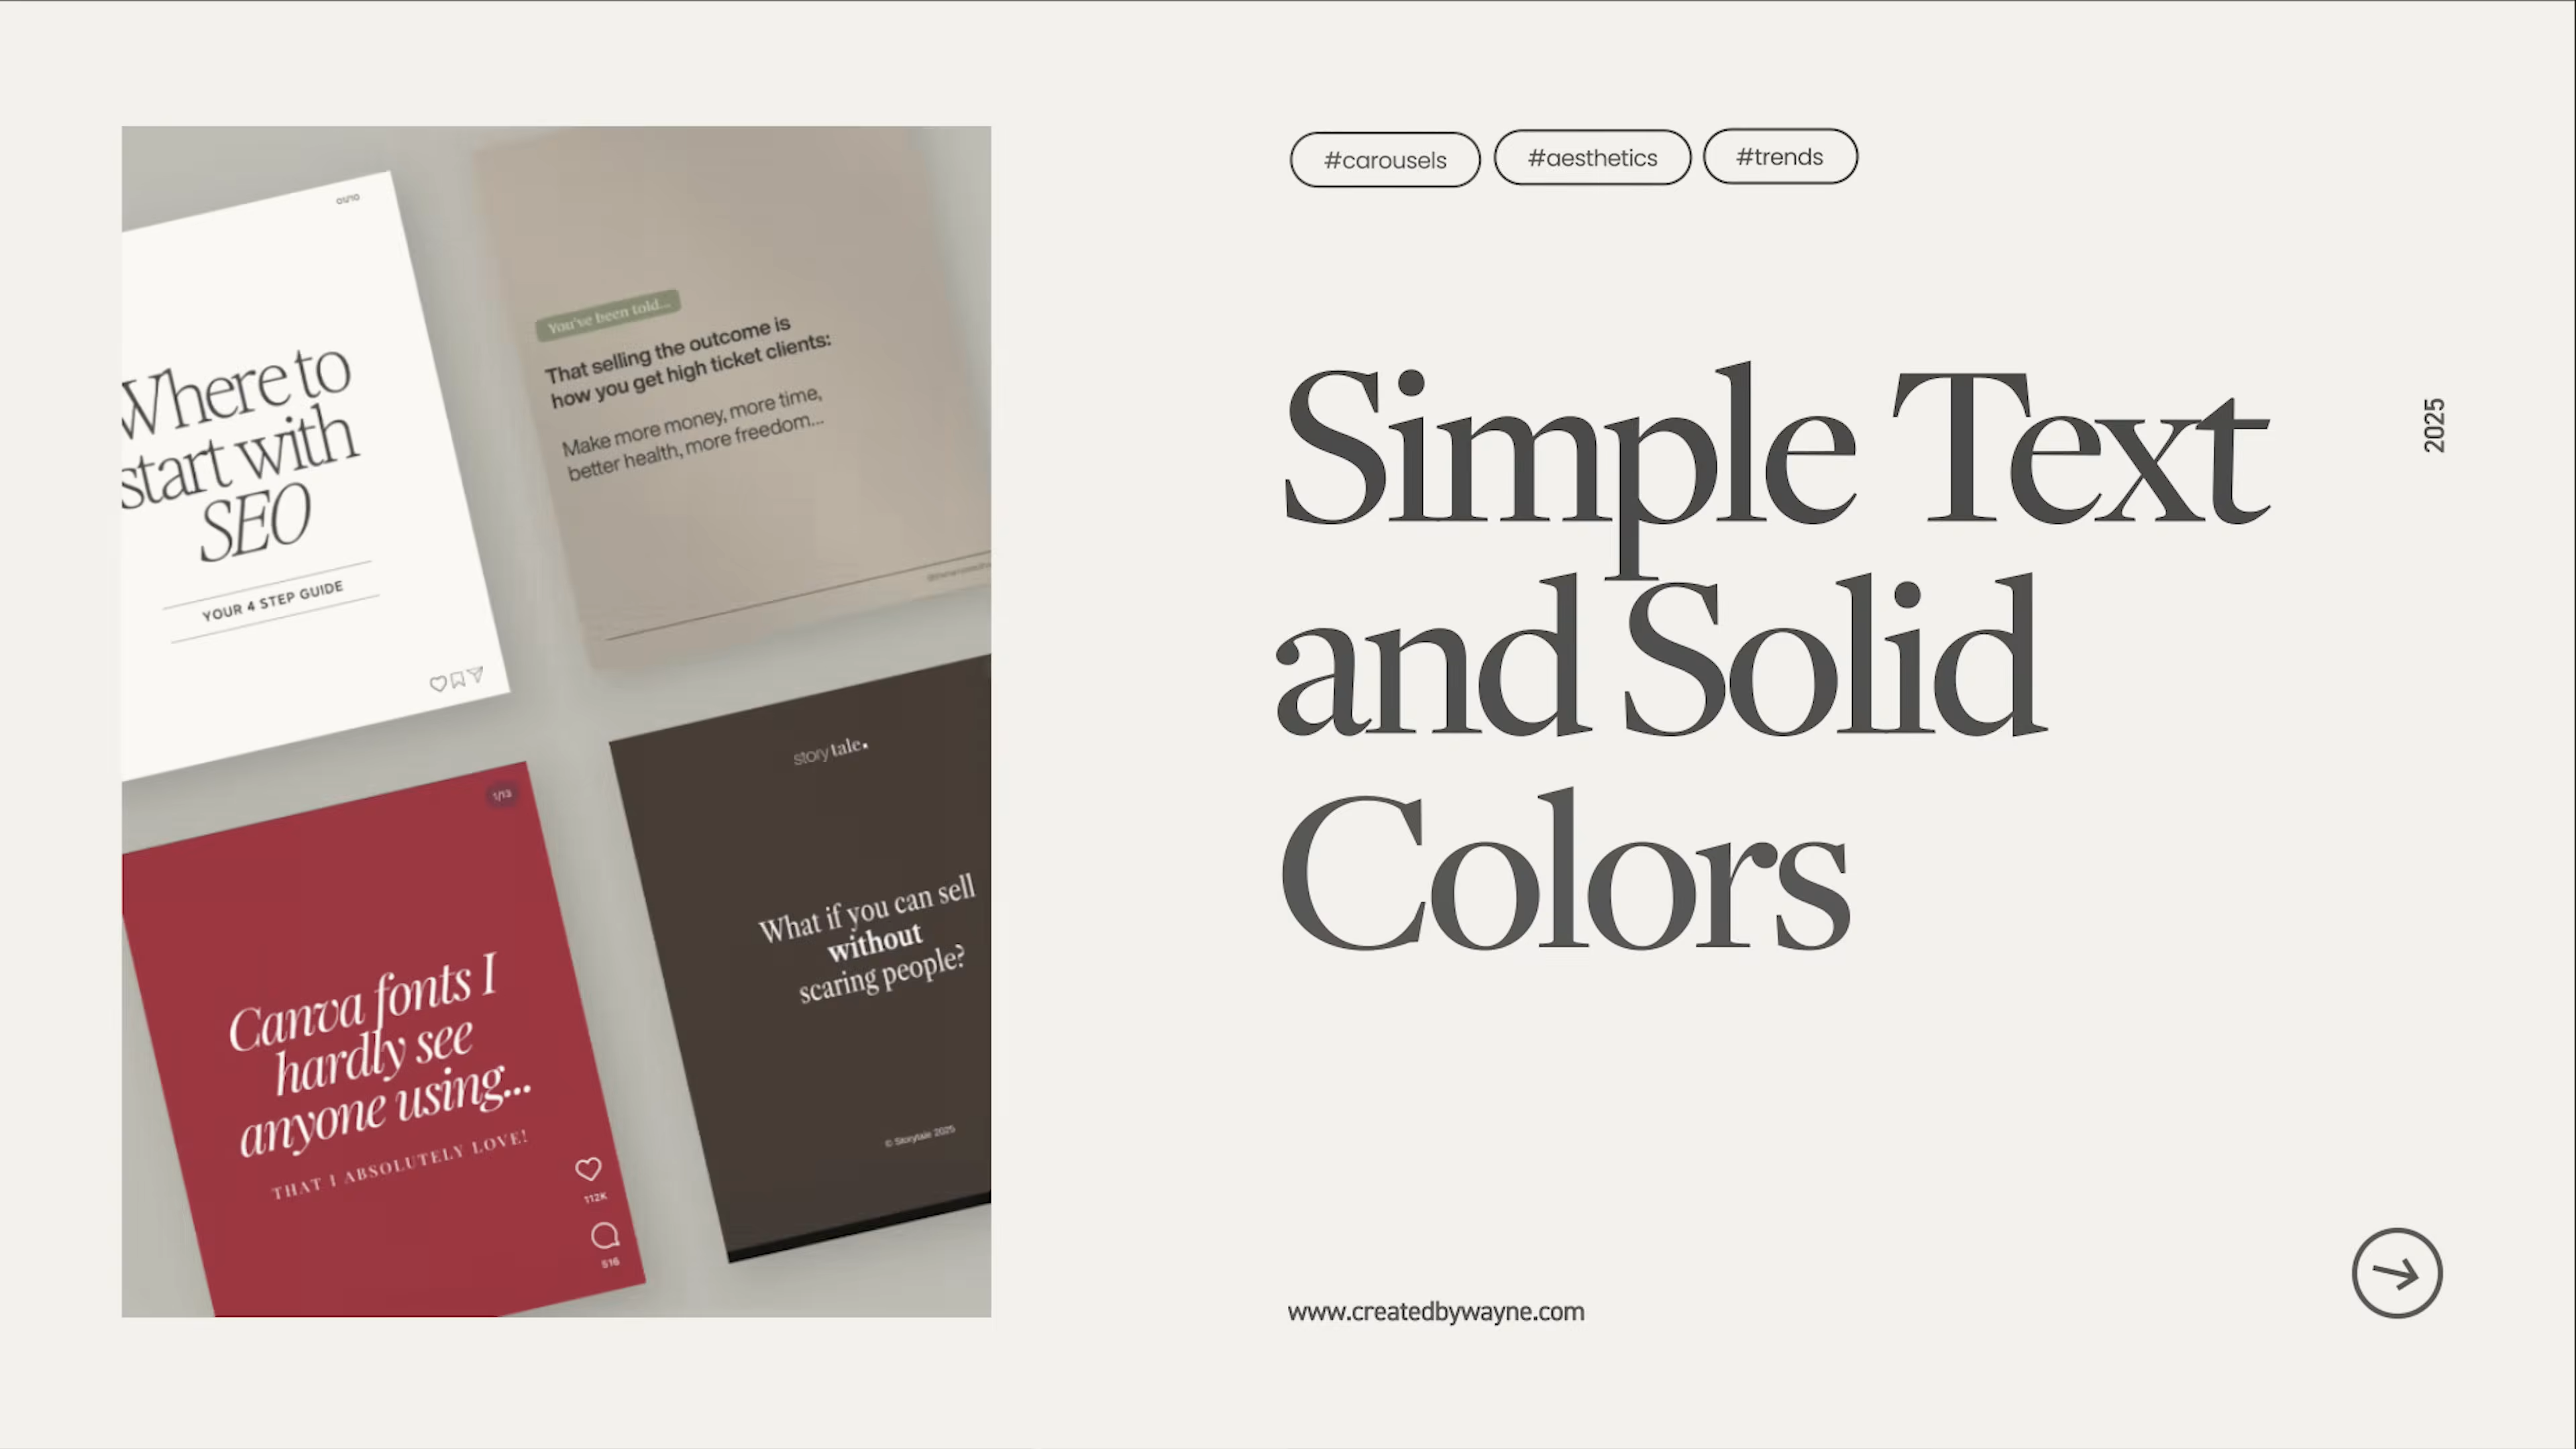 Where to
start with
SEO
YOUR 4 STEP GUIDE
You've been told...
That selling the outcome is
how you get high ticket clients:
Make more money, more time,
better health, more freedom...
1/13
Canva fonts I
hardly see
anyone using...
THAT I ABSOLUTELY LOVE!
112K
516
story tale.
What if you can sell
without
scaring people?
© Storytale 2025
#carousels
#aesthetics
#trends
Simple Text
and Solid
Colors
2025
www.createdbywayne.com